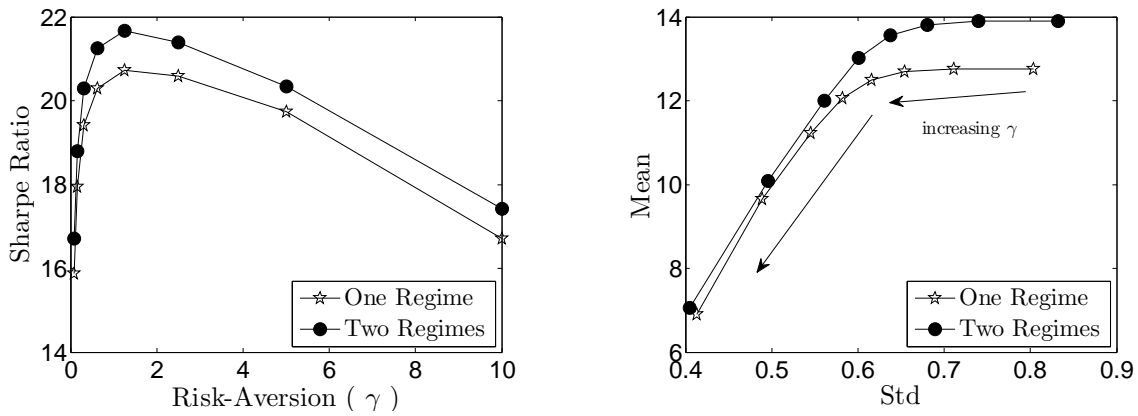 22
20
18
16
14
Sharpe Ratio
0
2
4
6
8
10
Risk-Aversion ( γ )
One Regime
Two Regimes
14
12
10
8
6
Mean
increasing γ
0.4
0.5
0.6
0.7
0.8
0.9
Std
One Regime
Two Regimes